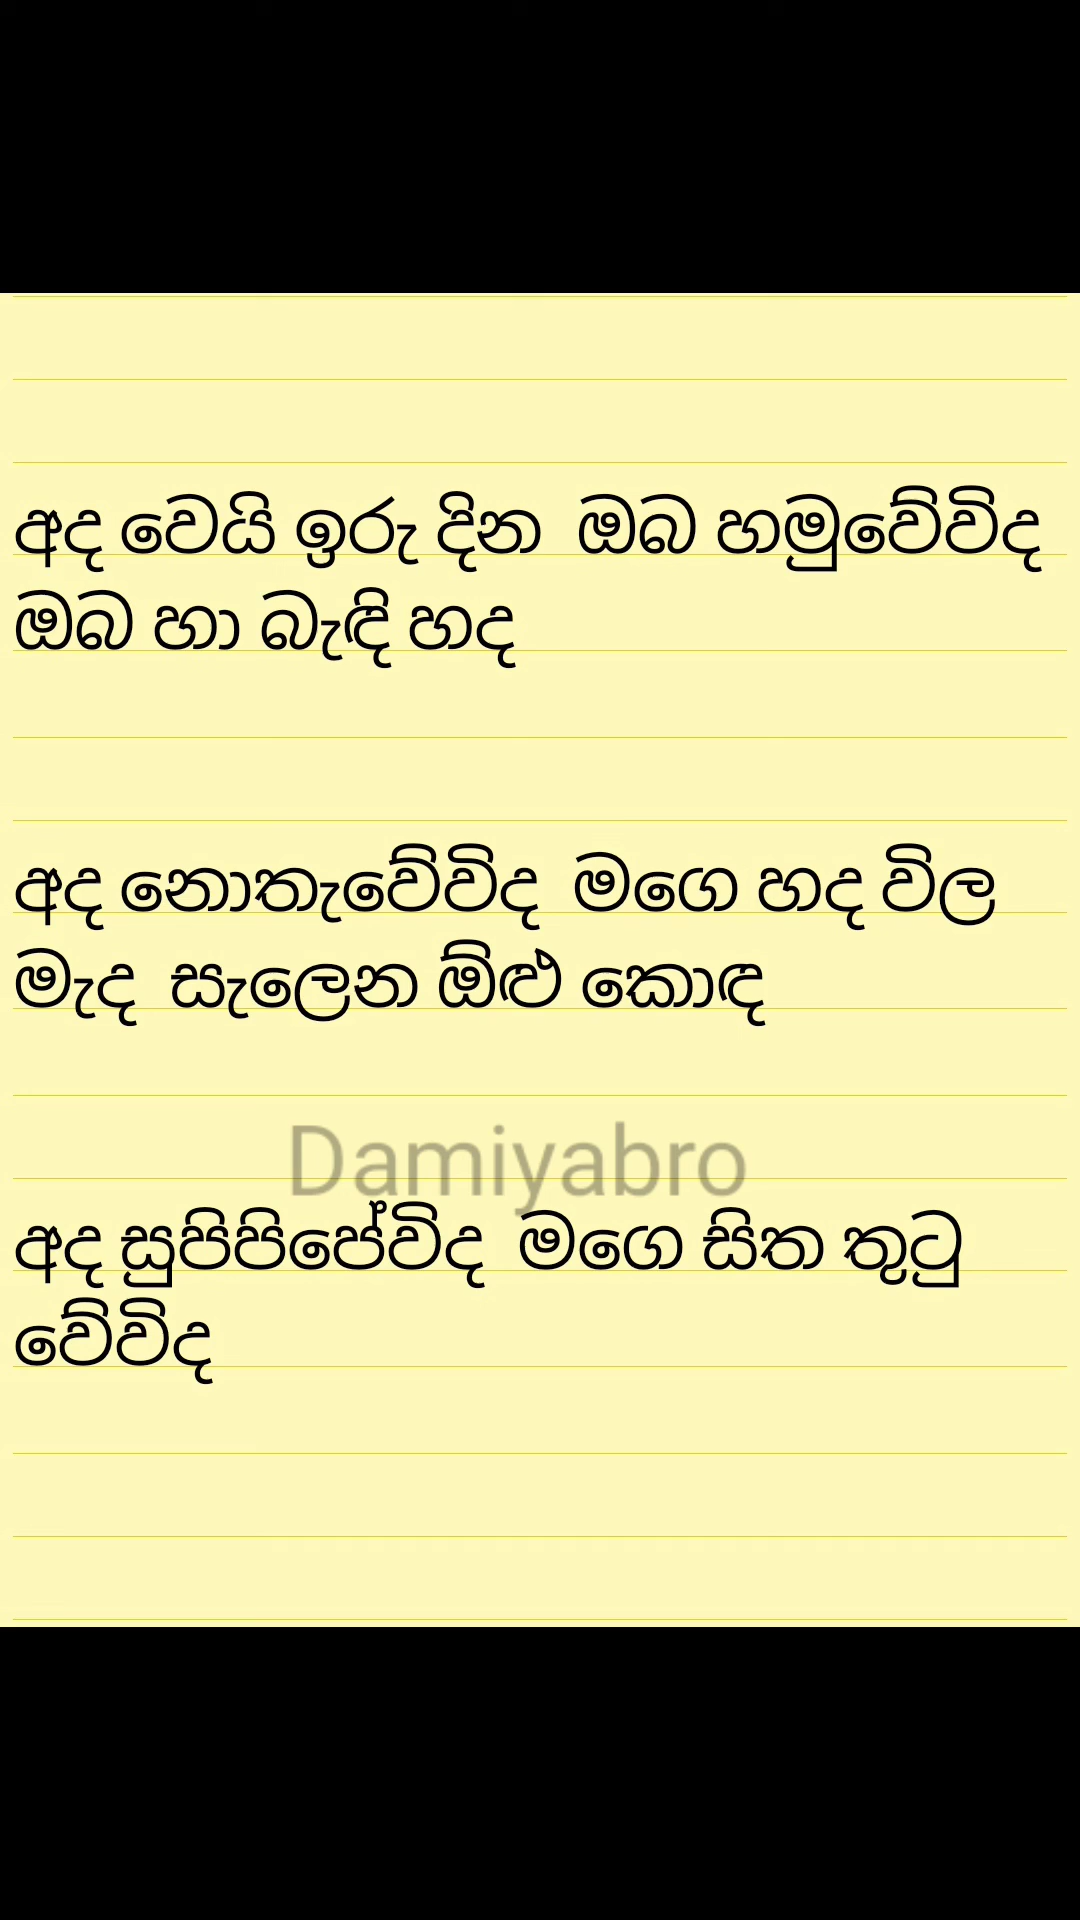 අද වෙයි ඉරු දින  ඔබ හමුවේවිද
ඔබ හා බැඳි හද
අද නොතැවේවිද  මගෙ හද විල
මැද  සැලෙන ඕළු කොඳ
Damiyabro
අද සුපිපිපේවිද  මගෙ සිත තුටු
වේවිද